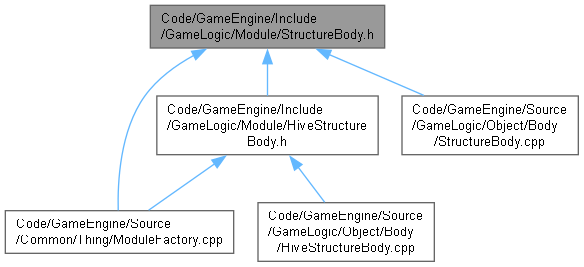 Code/GameEngine/Include
/GameLogic/Module/StructureBody.h
Code/GameEngine/Include
/GameLogic/Module/HiveStructure
Body.h
Code/GameEngine/Source
/GameLogic/Object/Body
/StructureBody.cpp
Code/GameEngine/Source
/Common/Thing/ModuleFactory.cpp
Code/GameEngine/Source
/GameLogic/Object/Body
/HiveStructureBody.cpp